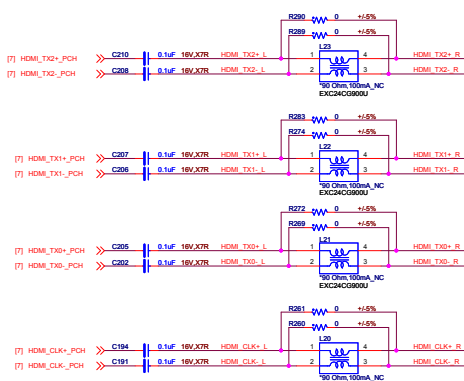 R290 0 +/-5%
R289 0 +/-5%
L23
[7] HDMI_TX2+_PCH C210 0.1uF 16V,X7R HDMI_TX2+_L 1 4 HDMI_TX2+_R
[7] HDMI_TX2-_PCH C208 0.1uF 16V,X7R HDMI_TX2-_L 2 3 HDMI_TX2-_R
*90 Ohm,100mA_NC
EXC24CG900U
R283 0 +/-5%
R274 0 +/-5%
L22
[7] HDMI_TX1+_PCH C207 0.1uF 16V,X7R HDMI_TX1+_L 1 4 HDMI_TX1+_R
[7] HDMI_TX1-_PCH C206 0.1uF 16V,X7R HDMI_TX1-_L 2 3 HDMI_TX1-_R
*90 Ohm,100mA_NC
EXC24CG900U
R272 0 +/-5%
R269 0 +/-5%
L21
[7] HDMI_TX0+_PCH C205 0.1uF 16V,X7R HDMI_TX0+_L 1 4 HDMI_TX0+_R
[7] HDMI_TX0-_PCH C202 0.1uF 16V,X7R HDMI_TX0-_L 2 3 HDMI_TX0-_R
*90 Ohm,100mA_NC
EXC24CG900U
R261 0 +/-5%
R260 0 +/-5%
L20
[7] HDMI_CLK+_PCH C194 0.1uF 16V,X7R HDMI_CLK+_L 1 4 HDMI_CLK+_R
[7] HDMI_CLK-_PCH C191 0.1uF 16V,X7R HDMI_CLK-_L 2 3 HDMI_CLK-_R
*90 Ohm,100mA_NC
EXC24CG900U